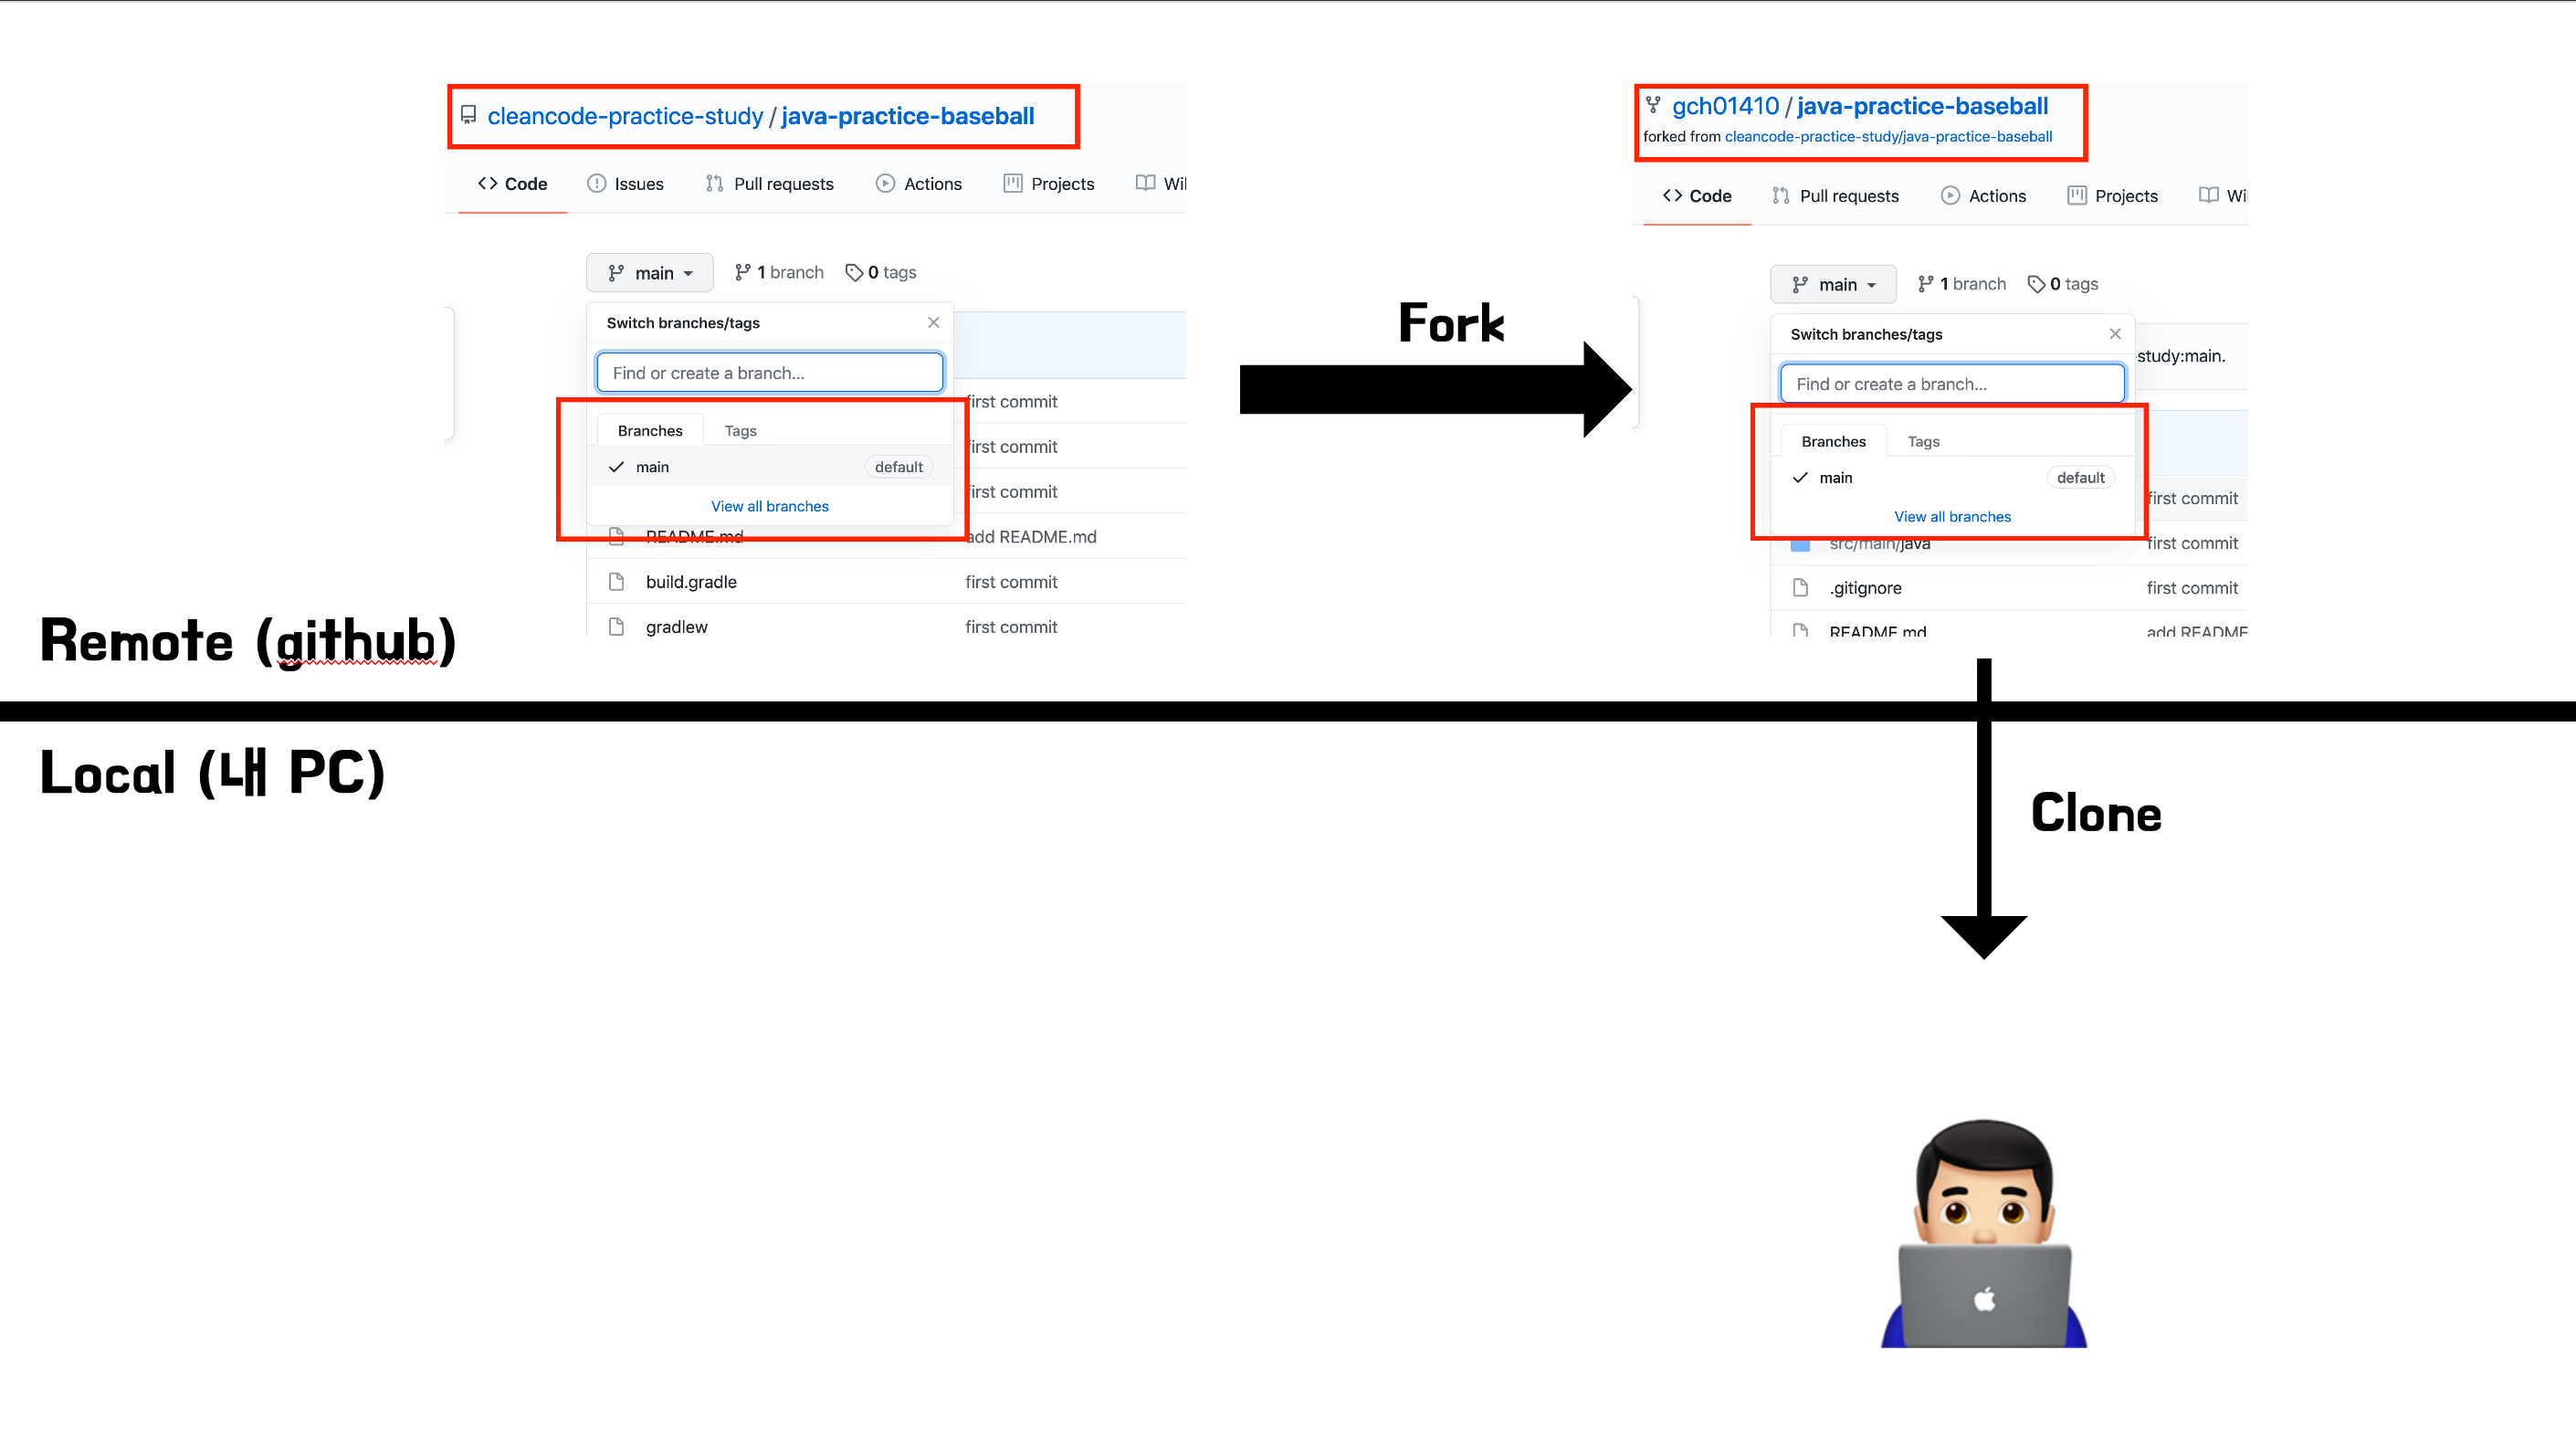 cleancode-practice-study / java-practice-baseball
Code Issues Pull requests Actions Projects
main 1 branch 0 tags
Switch branches/tags
Find or create a branch...
Branches Tags
main default
View all branches
first commit
first commit
first commit
README.md add README.md
build.gradle first commit
gradlew first commit
Fork
gch01410 / java-practice-baseball
forked from cleancode-practice-study/java-practice-baseball
Code Pull requests Actions Projects
main 1 branch 0 tags
Switch branches/tags
study:main.
Find or create a branch...
Branches Tags
main default
View all branches
first commit
src/main/java first commit
.gitignore first commit
README.md add README
Remote (github)
Local (내 PC)
Clone